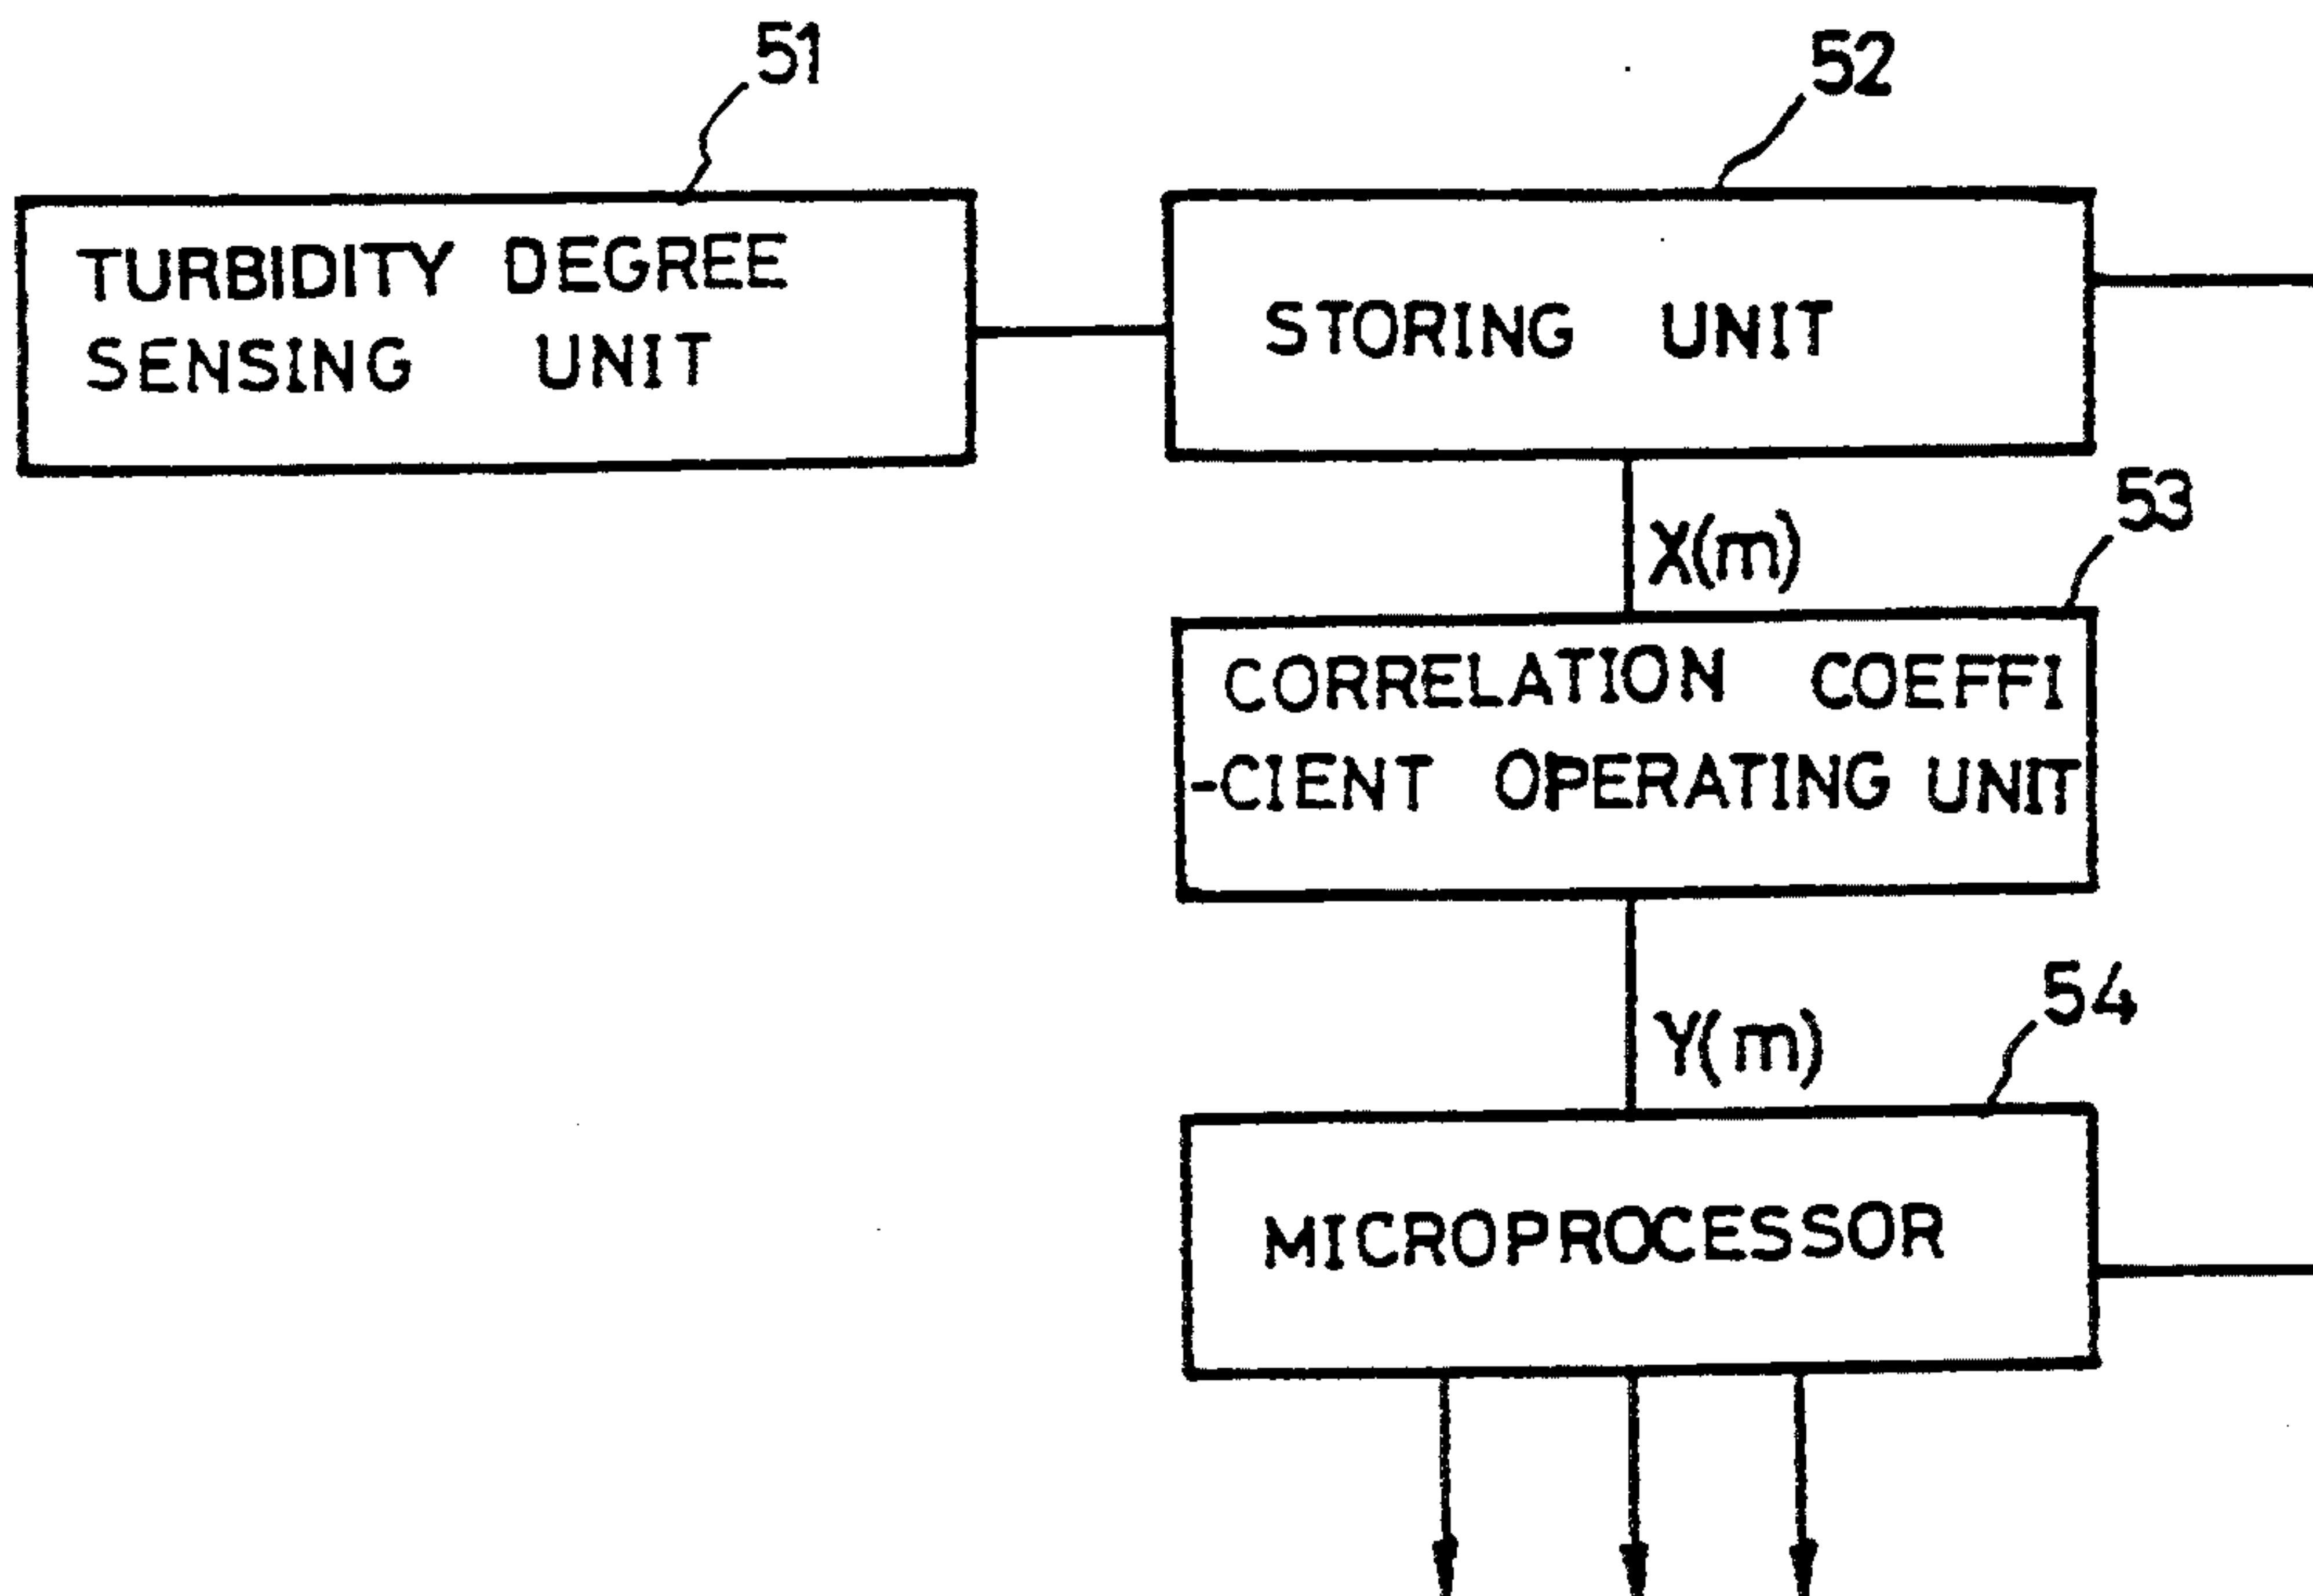 51
52
TURBIDITY DEGREE
SENSING UNIT
STORING UNIT
X(m)
53
CORRELATION COEFFI
-CIENT OPERATING UNIT
Y(m)
54
MICROPROCESSOR